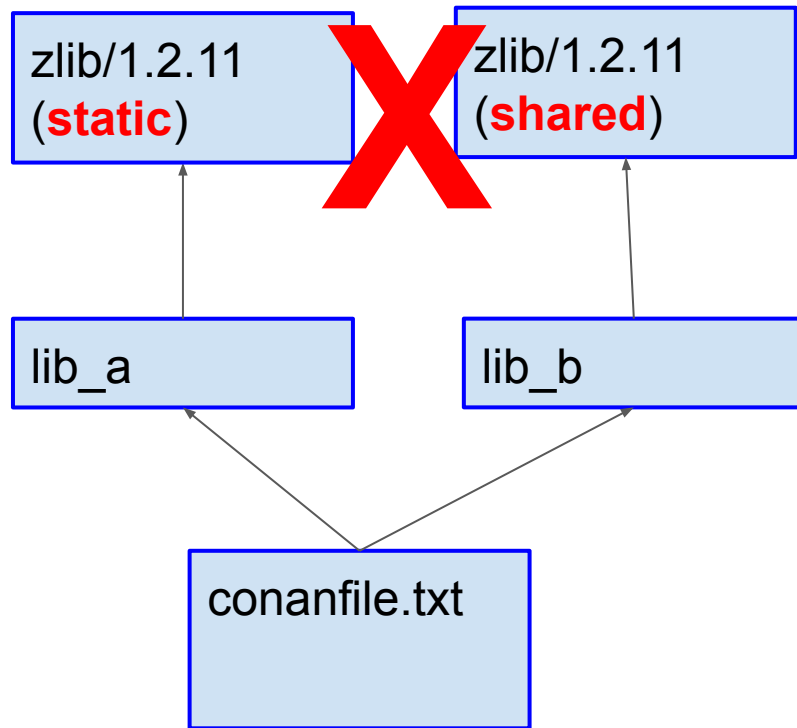 zlib/1.2.11
(static)
X
zlib/1.2.11
(shared)
lib_a
lib_b
conanfile.txt